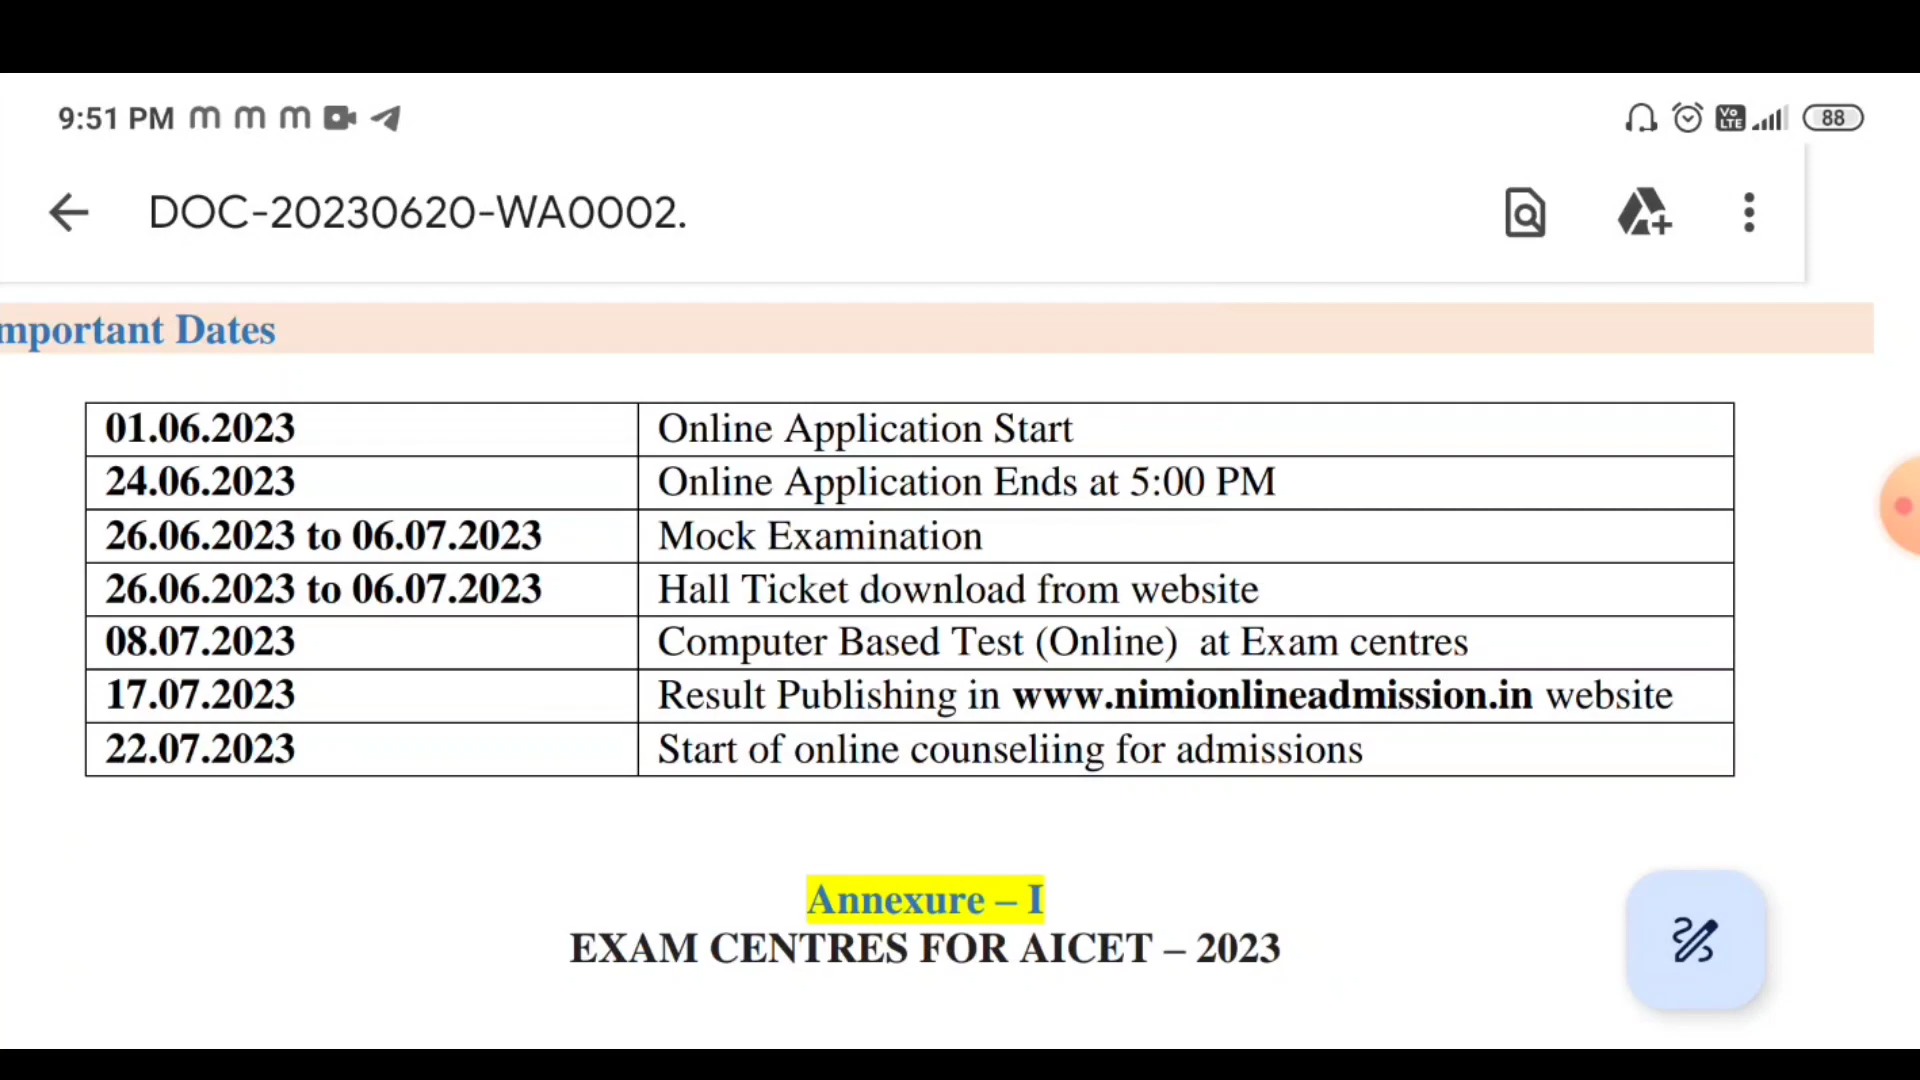 9:51 PM
88
DOC-20230620-WA0002.
mportant Dates
01.06.2023 Online Application Start
24.06.2023 Online Application Ends at 5:00 PM
26.06.2023 to 06.07.2023 Mock Examination
26.06.2023 to 06.07.2023 Hall Ticket download from website
08.07.2023 Computer Based Test (Online) at Exam centres
17.07.2023 Result Publishing in www.nimionlineadmission.in website
22.07.2023 Start of online counseliing for admissions
Annexure – I
EXAM CENTRES FOR AICET – 2023